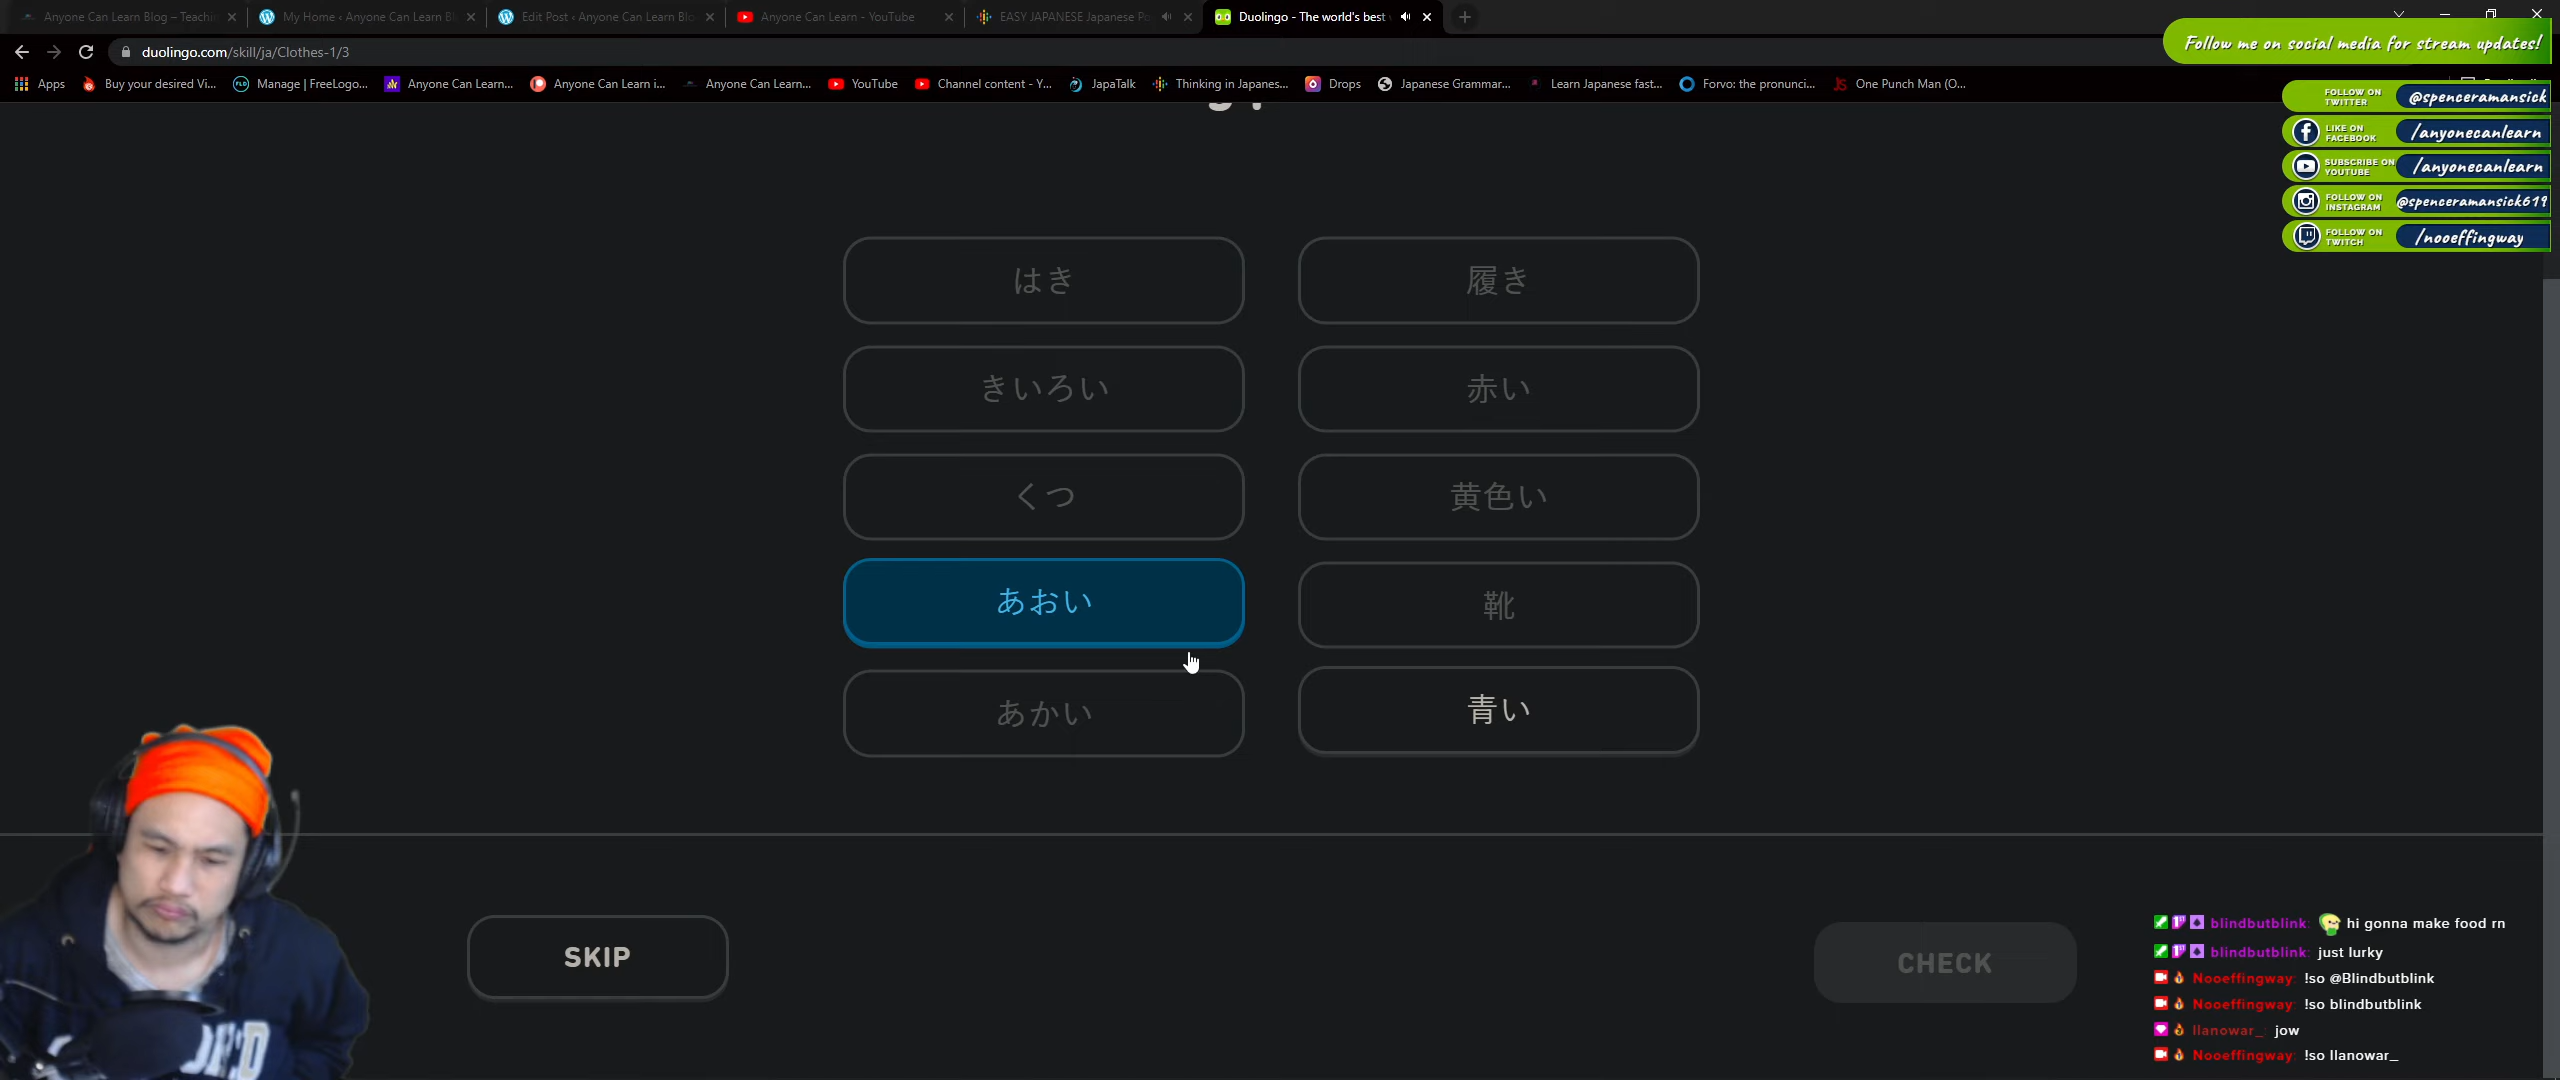 Anyone Can Learn Blog – Teachin
My Home ‹ Anyone Can Learn Bl
Edit Post ‹ Anyone Can Learn Blo
Anyone Can Learn - YouTube
EASY JAPANESE Japanese Po
Duolingo - The world's best
duolingo.com/skill/ja/Clothes-1/3
Apps
Buy your desired Vi...
Manage | FreeLogo...
Anyone Can Learn...
Anyone Can Learn i...
Anyone Can Learn...
YouTube
Channel content - Y...
JapaTalk
Thinking in Japanes...
Drops
Japanese Grammar...
Learn Japanese fast...
Forvo: the pronunci...
One Punch Man (O...
Follow me on social media for stream updates!
FOLLOW ON TWITTER @spenceramansick
LIKE ON FACEBOOK /anyonecanlearn
SUBSCRIBE ON YOUTUBE /anyonecanlearn
FOLLOW ON INSTAGRAM @spenceramansick619
FOLLOW ON TWITCH /nooeffingway
はき
履き
きいろい
赤い
くつ
黄色い
あおい
靴
あかい
青い
SKIP
CHECK
blindbutblink: hi gonna make food rn
blindbutblink: just lurky
Nooeffingway: !so @Blindbutblink
Nooeffingway: !so blindbutblink
llanowar_: jow
Nooeffingway: !so llanowar_